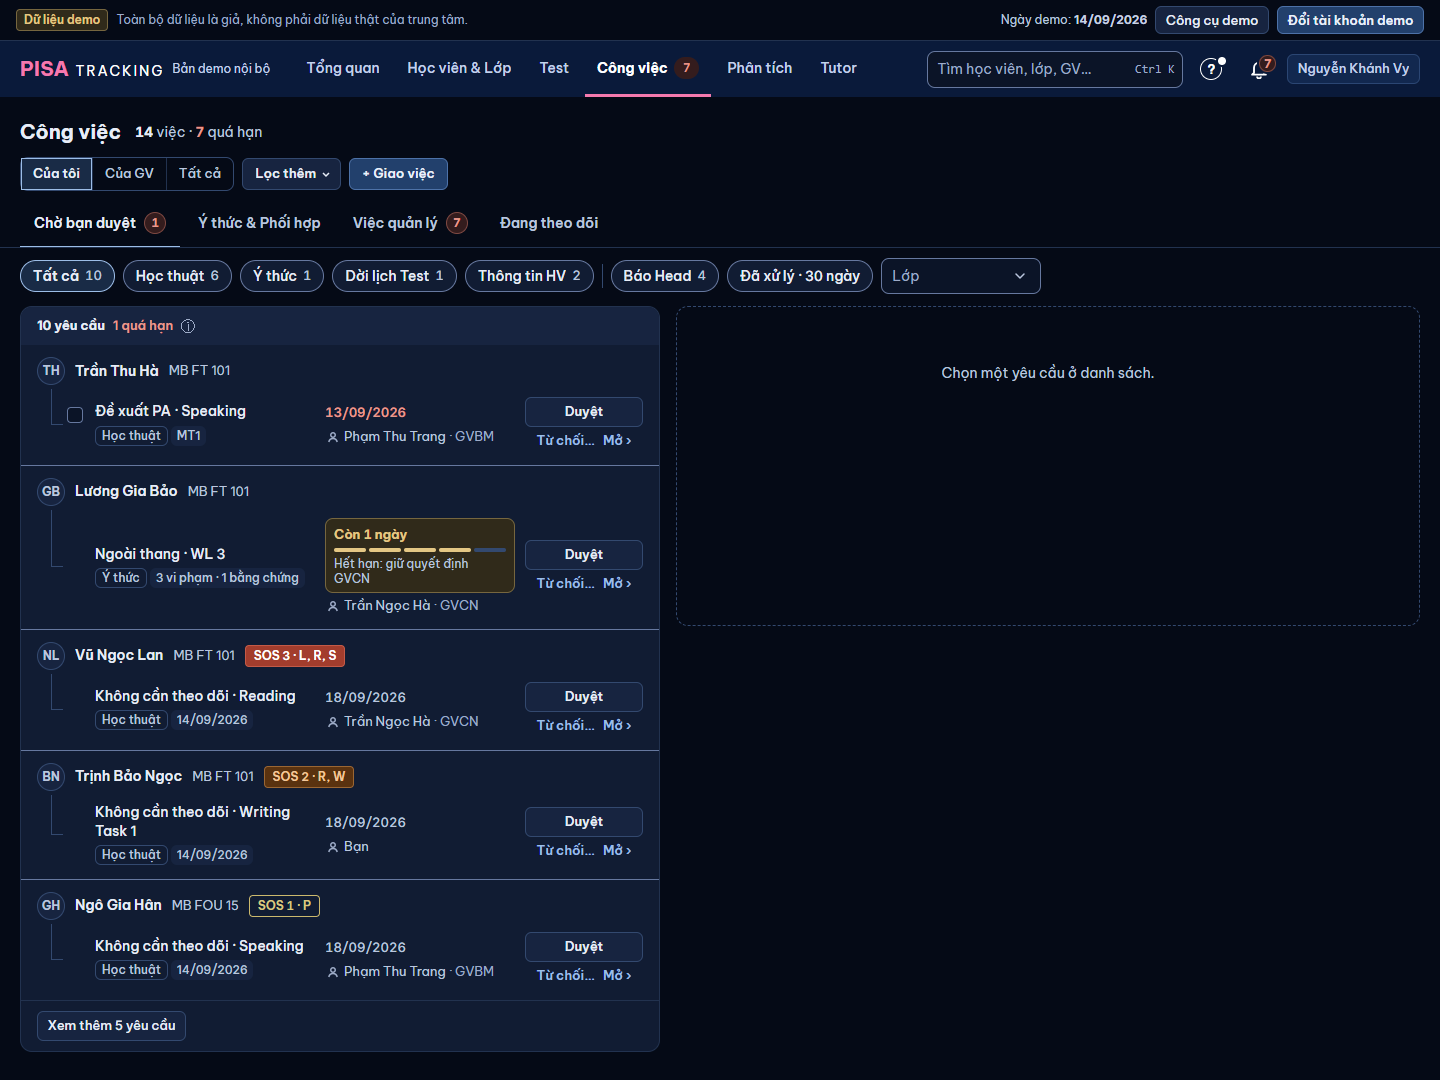 Dữ liệu demo Toàn bộ dữ liệu là giả, không phải dữ liệu thật của trung tâm. Ngày demo: 14/09/2026 Công cụ demo Đổi tài khoản demo
PISA TRACKING Bản demo nội bộ Tổng quan Học viên & Lớp Test Công việc 7 Phân tích Tutor Tìm học viên, lớp, GV... Ctrl K ? 7 Nguyễn Khánh Vy
Công việc 14 việc · 7 quá hạn
Của tôi Của GV Tất cả Lọc thêm + Giao việc
Chờ bạn duyệt 1 Ý thức & Phối hợp Việc quản lý 7 Đang theo dõi
Tất cả 10 Học thuật 6 Ý thức 1 Dời lịch Test 1 Thông tin HV 2 Báo Head 4 Đã xử lý · 30 ngày Lớp
10 yêu cầu 1 quá hạn
Chọn một yêu cầu ở danh sách.
TH Trần Thu Hà MB FT 101
Đề xuất PA · Speaking 13/09/2026 Duyệt
Học thuật MT1 Phạm Thu Trang · GVBM Từ chối... Mở ›
GB Lương Gia Bảo MB FT 101
Còn 1 ngày
Ngoài thang · WL 3 Duyệt
Hết hạn: giữ quyết định
GVCN
Ý thức 3 vi phạm · 1 bằng chứng Từ chối... Mở ›
Trần Ngọc Hà · GVCN
NL Vũ Ngọc Lan MB FT 101 SOS 3 · L, R, S
Không cần theo dõi · Reading 18/09/2026 Duyệt
Học thuật 14/09/2026 Trần Ngọc Hà · GVCN Từ chối... Mở ›
BN Trịnh Bảo Ngọc MB FT 101 SOS 2 · R, W
Không cần theo dõi · Writing
Task 1
18/09/2026 Duyệt
Học thuật 14/09/2026 Bạn Từ chối... Mở ›
GH Ngô Gia Hân MB FOU 15 SOS 1 · P
Không cần theo dõi · Speaking 18/09/2026 Duyệt
Học thuật 14/09/2026 Phạm Thu Trang · GVBM Từ chối... Mở ›
Xem thêm 5 yêu cầu